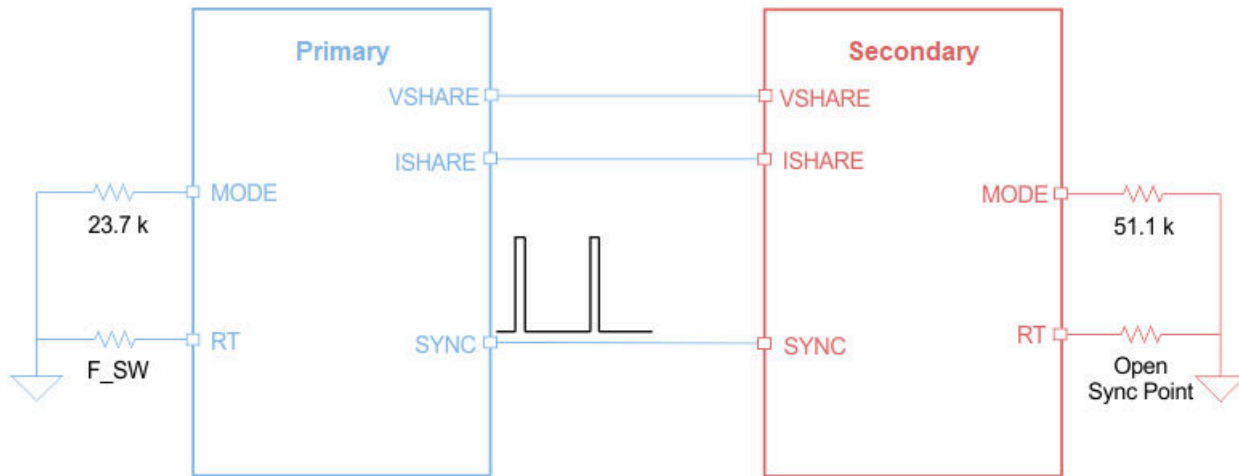 Primary
Secondary
VSHARE
VSHARE
ISHARE
ISHARE
MODE
MODE
23.7 k
51.1 k
RT
SYNC
SYNC
RT
F_SW
Open
Sync Point